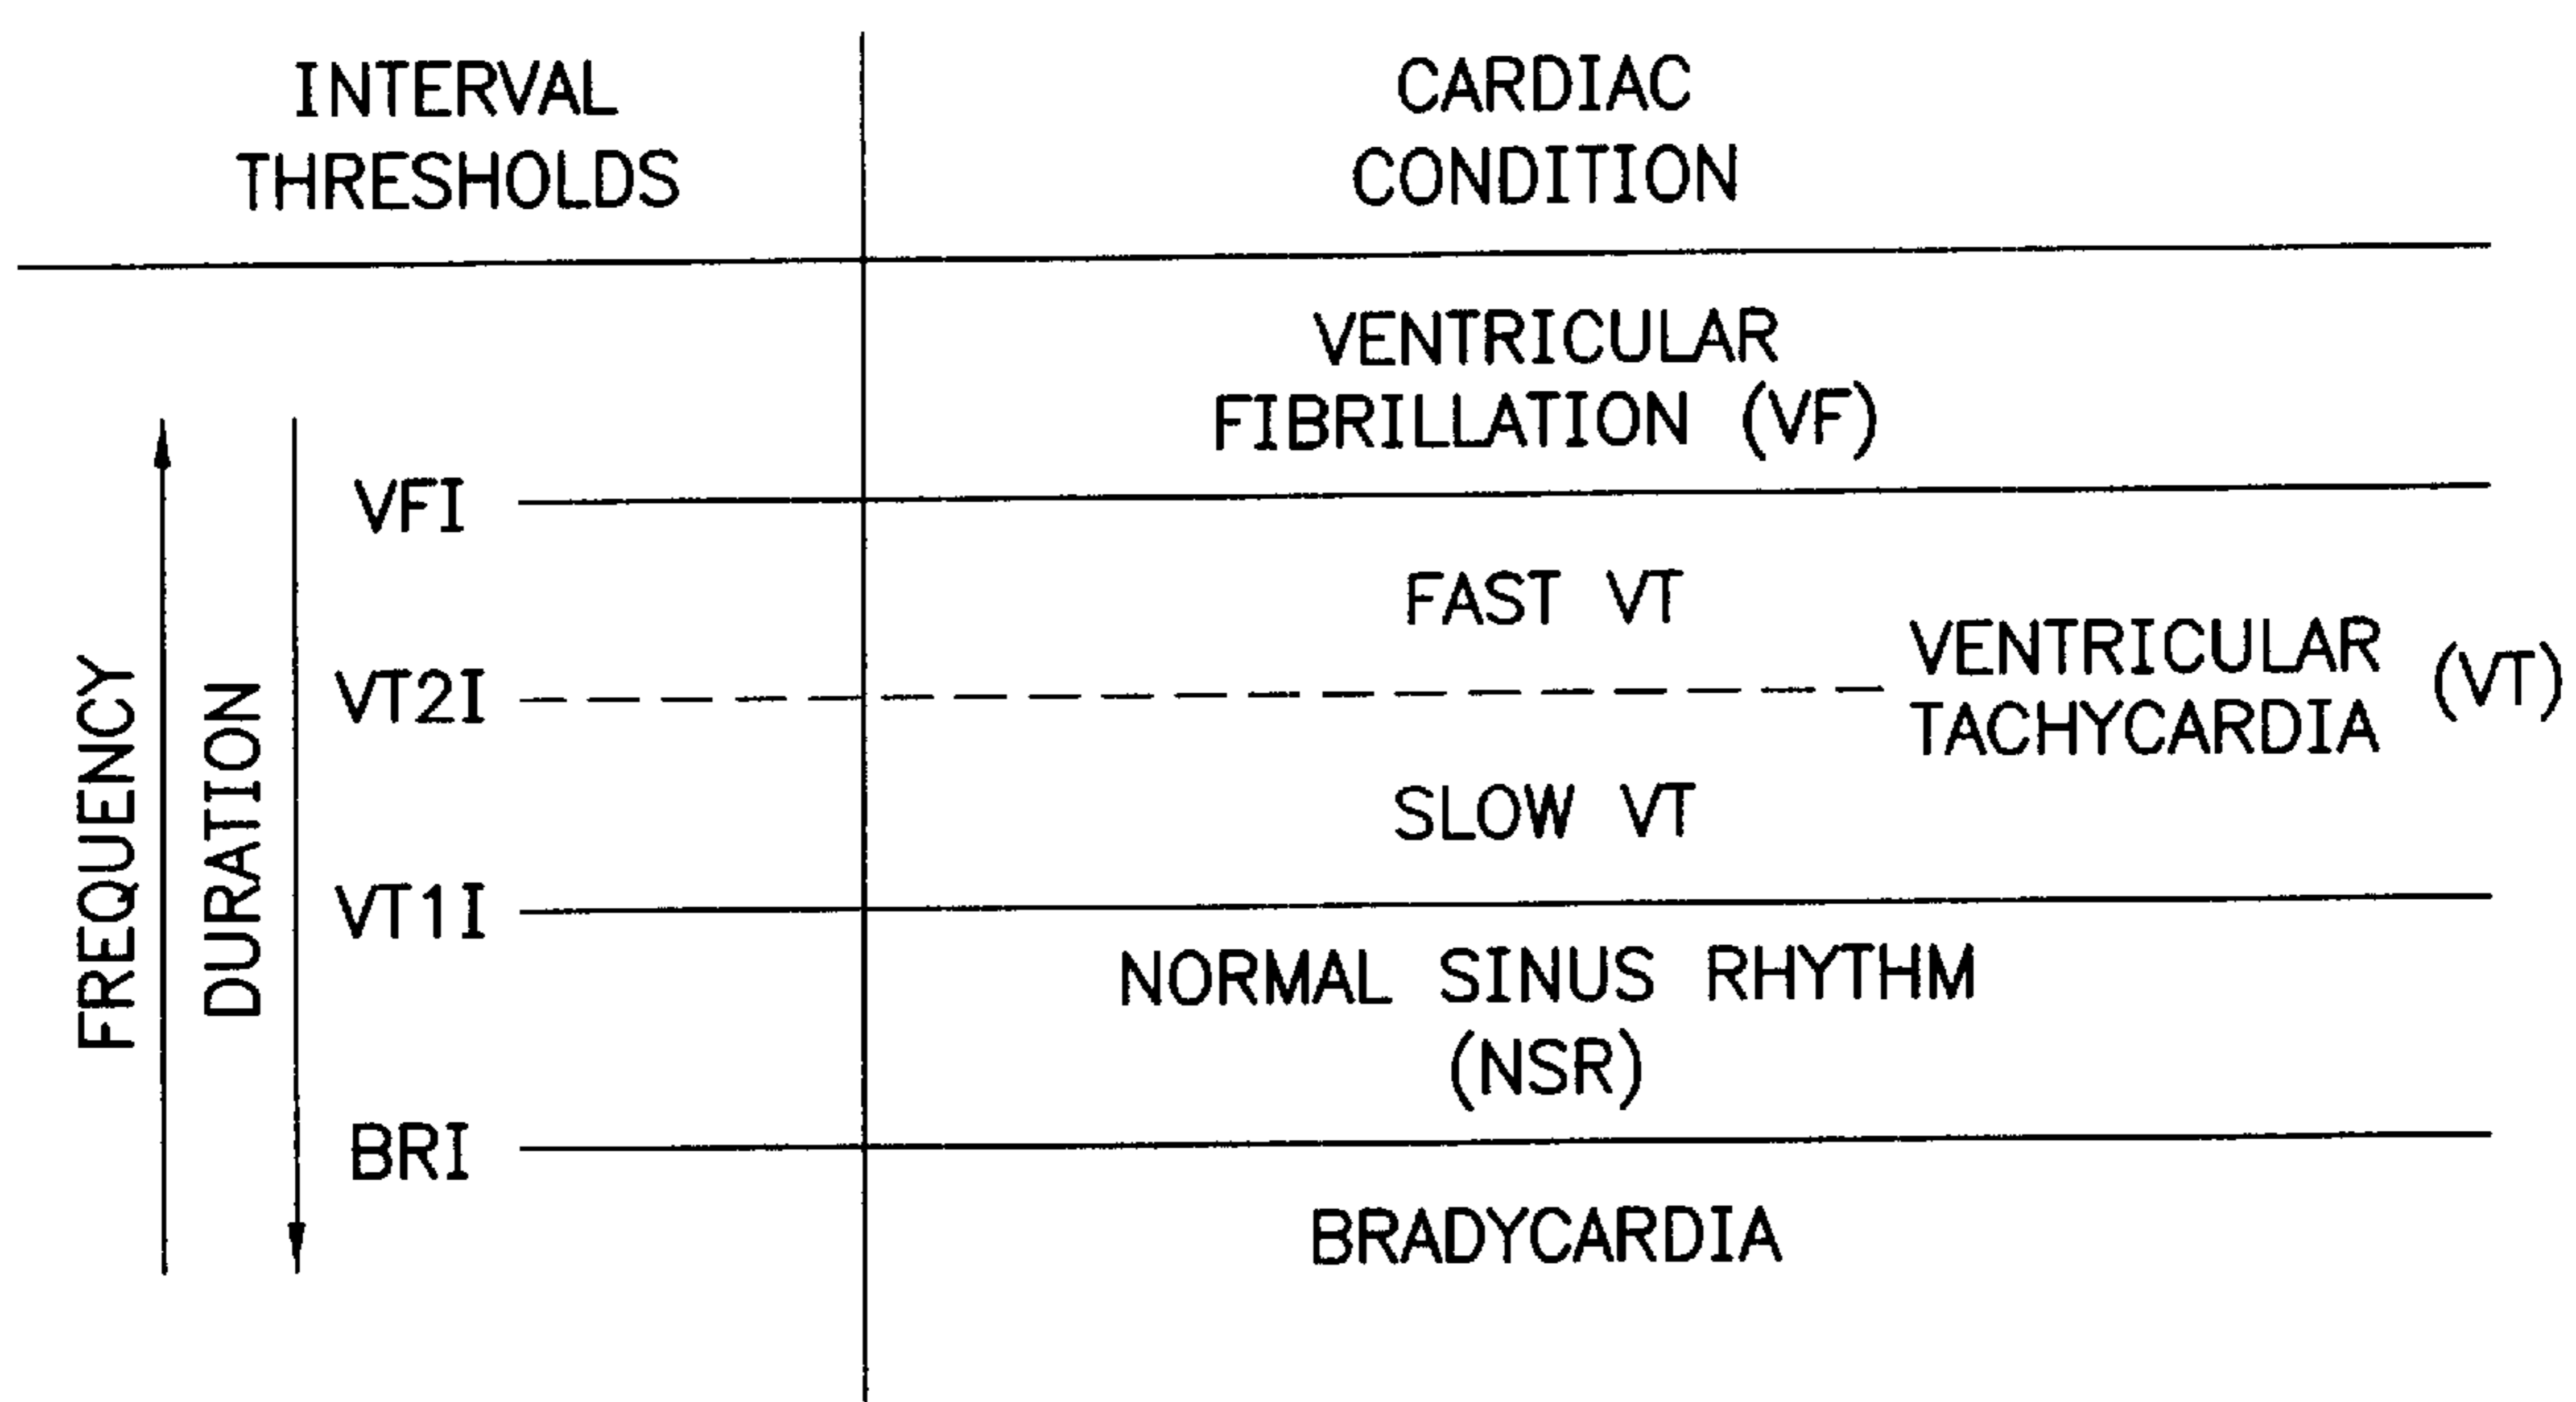 INTERVAL
THRESHOLDS
CARDIAC
CONDITION
VENTRICULAR
FIBRILLATION (VF)
VFI
FAST VT
VT2I
VENTRICULAR
TACHYCARDIA
(VT)
SLOW VT
VT1I
NORMAL SINUS RHYTHM
(NSR)
BRI
BRADYCARDIA
FREQUENCY
DURATION